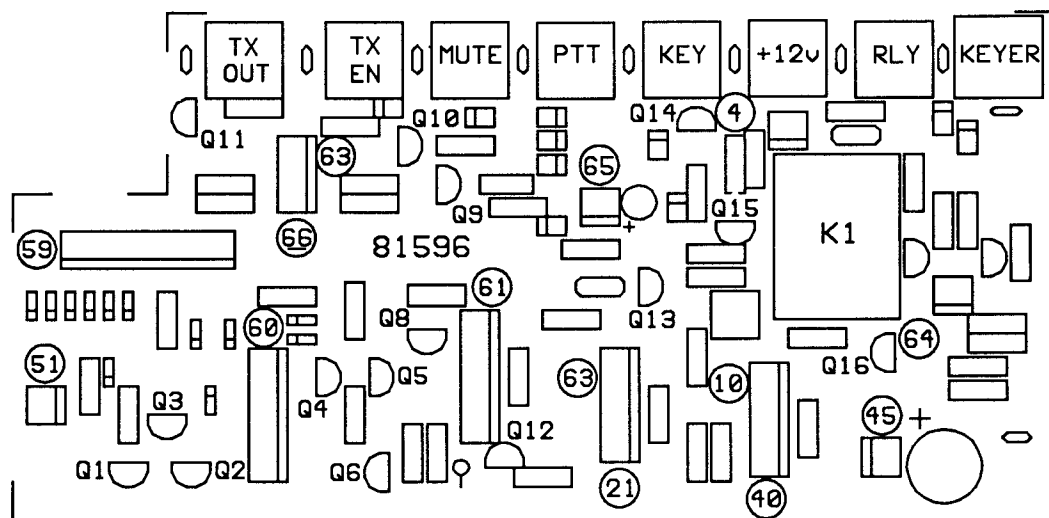 TX OUT
TX EN
MUTE
PTT
KEY
+12v
RLY
KEYER
Q11
63
Q10
Q14
4
65
Q9
Q15
+
K1
59
66
81596
61
60
Q8
Q13
51
Q3
Q4
Q5
63
10
Q16
64
Q12
45
+
Q1
Q2
Q6
21
40